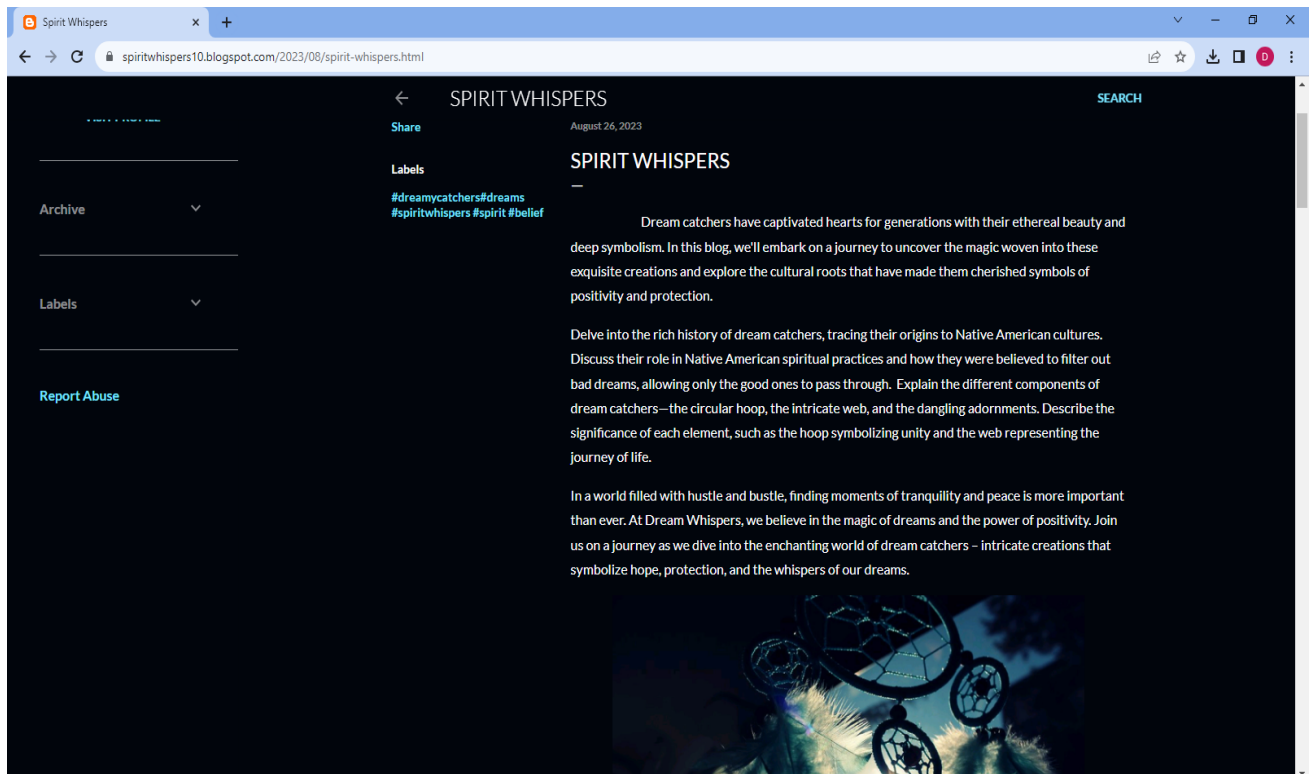 Spirit Whispers
spiritwhispers10.blogspot.com/2023/08/spirit-whispers.html
D
SPIRIT WHISPERS
SEARCH
Archive
Labels
Report Abuse
Share
Labels
#dreamycatchers#dreams
#spiritwhispers #spirit #belief
August 26, 2023
SPIRIT WHISPERS
Dream catchers have captivated hearts for generations with their ethereal beauty and
deep symbolism. In this blog, we'll embark on a journey to uncover the magic woven into these
exquisite creations and explore the cultural roots that have made them cherished symbols of
positivity and protection.
Delve into the rich history of dream catchers, tracing their origins to Native American cultures.
Discuss their role in Native American spiritual practices and how they were believed to filter out
bad dreams, allowing only the good ones to pass through. Explain the different components of
dream catchers—the circular hoop, the intricate web, and the dangling adornments. Describe the
significance of each element, such as the hoop symbolizing unity and the web representing the
journey of life.
In a world filled with hustle and bustle, finding moments of tranquility and peace is more important
than ever. At Dream Whispers, we believe in the magic of dreams and the power of positivity. Join
us on a journey as we dive into the enchanting world of dream catchers – intricate creations that
symbolize hope, protection, and the whispers of our dreams.